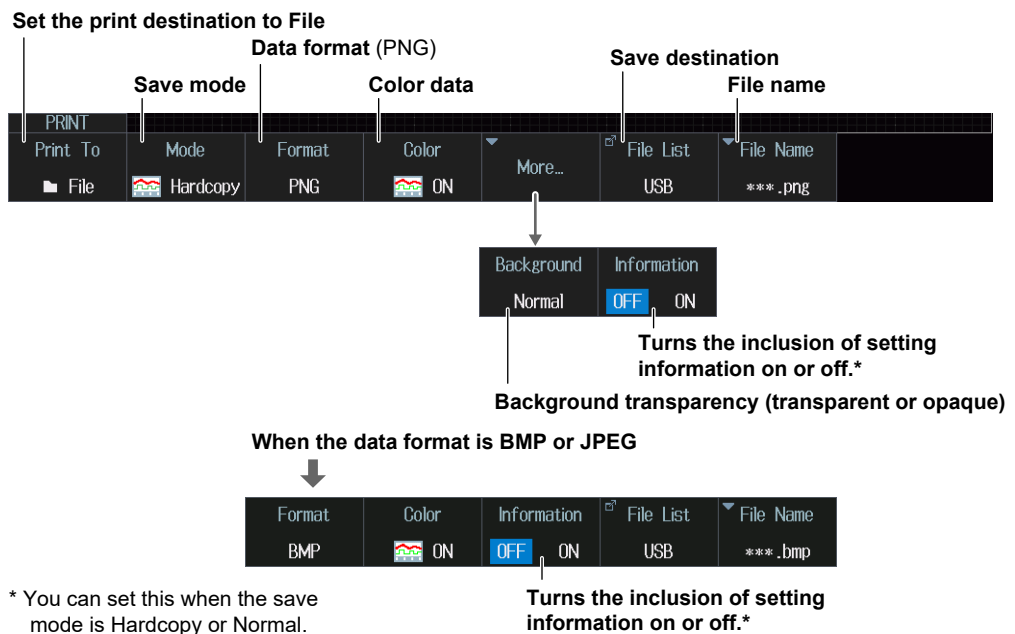 Set the print destination to File
Data format (PNG)
Save destination
Save mode
Color data
File name
PRINT
Print To
Mode
Format
Color
More...
File List
File Name
File
Hardcopy
PNG
ON
USB
***.png
Background
Information
Normal
OFF ON
Turns the inclusion of setting
information on or off.*
Background transparency (transparent or opaque)
When the data format is BMP or JPEG
Format
Color
Information
File List
File Name
BMP
ON
OFF ON
USB
***.bmp
* You can set this when the save
mode is Hardcopy or Normal.
Turns the inclusion of setting
information on or off.*